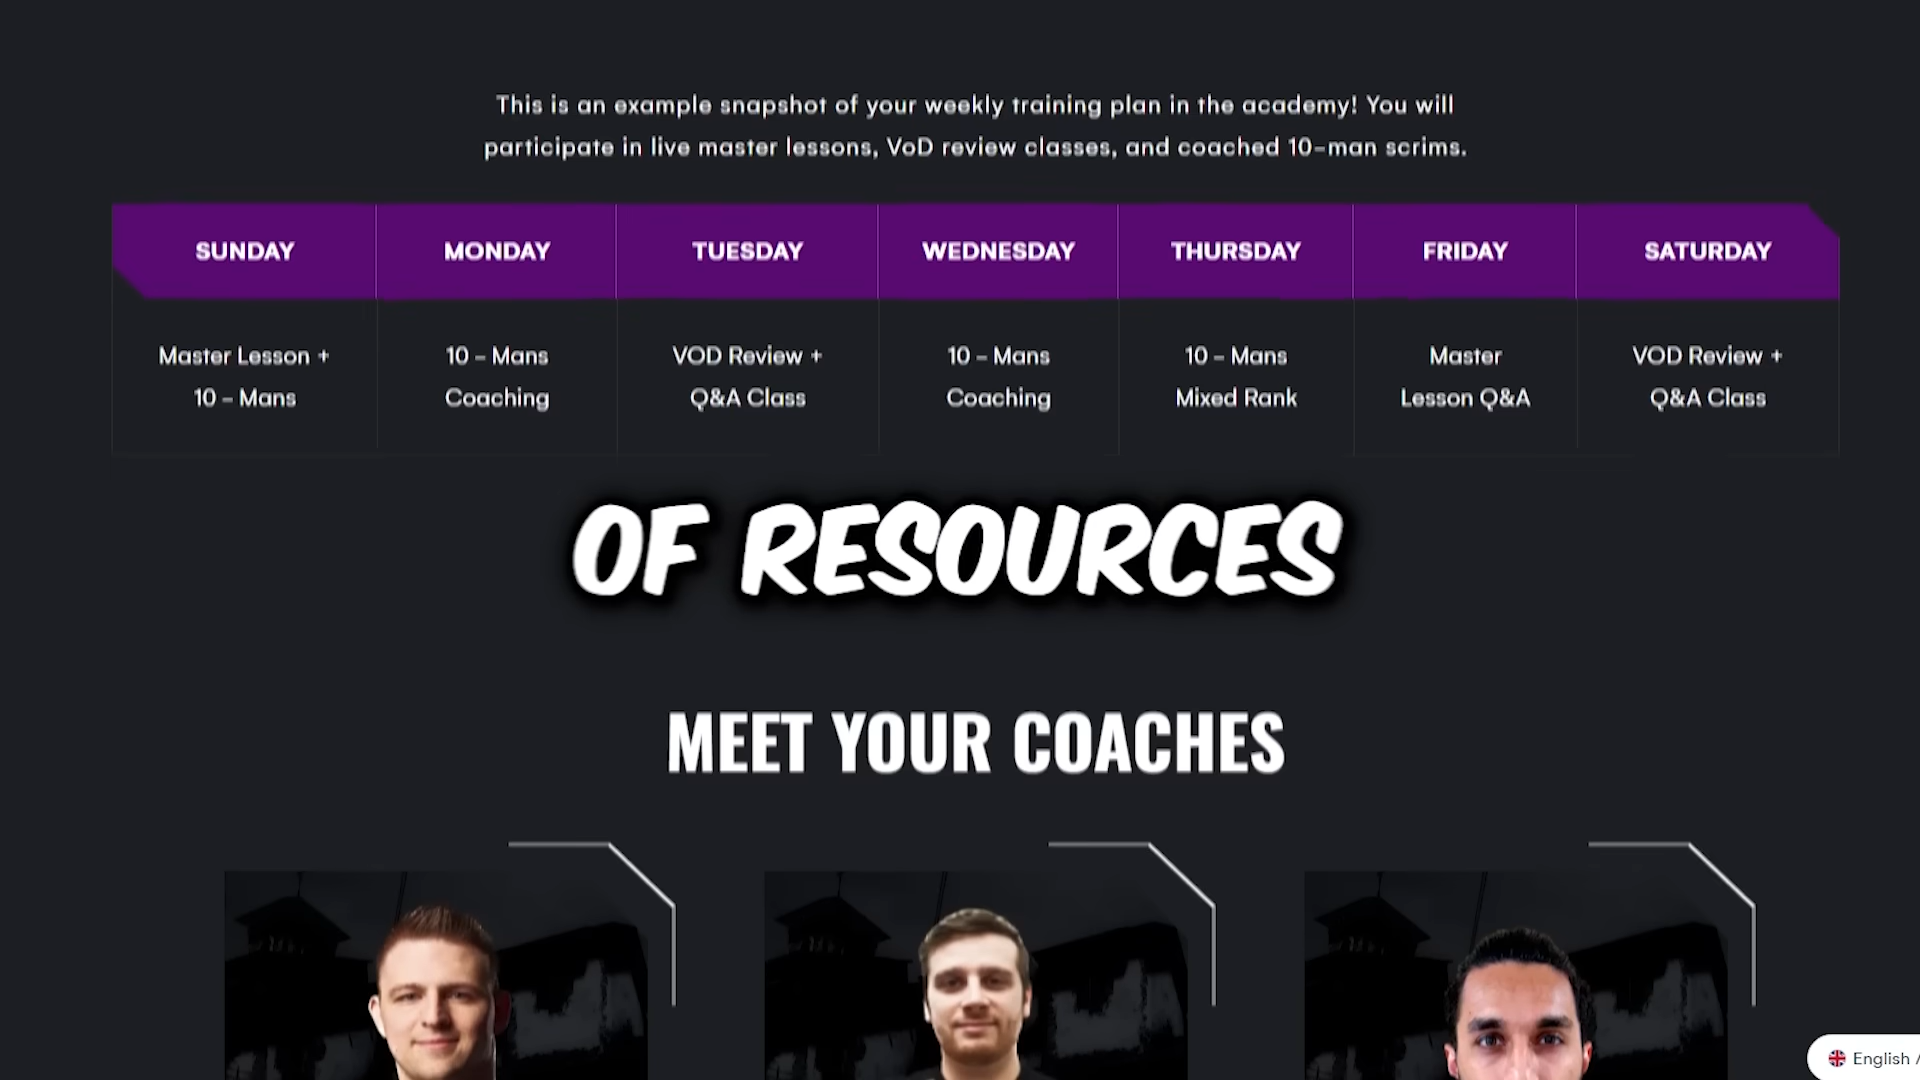 This is an example snapshot of your weekly training plan in the academy! You will
participate in live master lessons, VoD review classes, and coached 10-man scrims.
SUNDAY MONDAY TUESDAY WEDNESDAY THURSDAY FRIDAY SATURDAY
Master Lesson + 10 - Mans VOD Review + 10 - Mans 10 - Mans Master VOD Review +
10 - Mans Coaching Q&A Class Coaching Mixed Rank Lesson Q&A Q&A Class
OF RESOURCES
MEET YOUR COACHES
English /